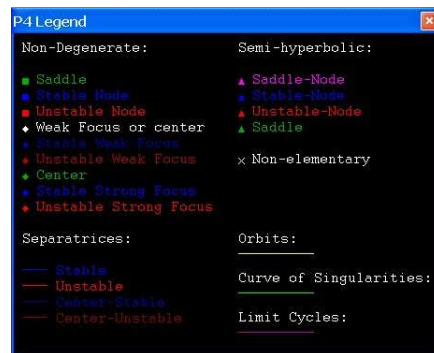 P4 Legend
Non-Degenerate:
Saddle
Stable Node
Unstable Node
Weak Focus or center
Stable Weak Focus
Unstable Weak Focus
Center
Stable Strong Focus
Unstable Strong Focus
Semi-hyperbolic:
Saddle-Node
Stable-Node
Unstable-Node
Saddle
Non-elementary
Separatrices:
Stable
Unstable
Center-Stable
Center-Unstable
Orbits:
Curve of Singularities:
Limit Cycles: